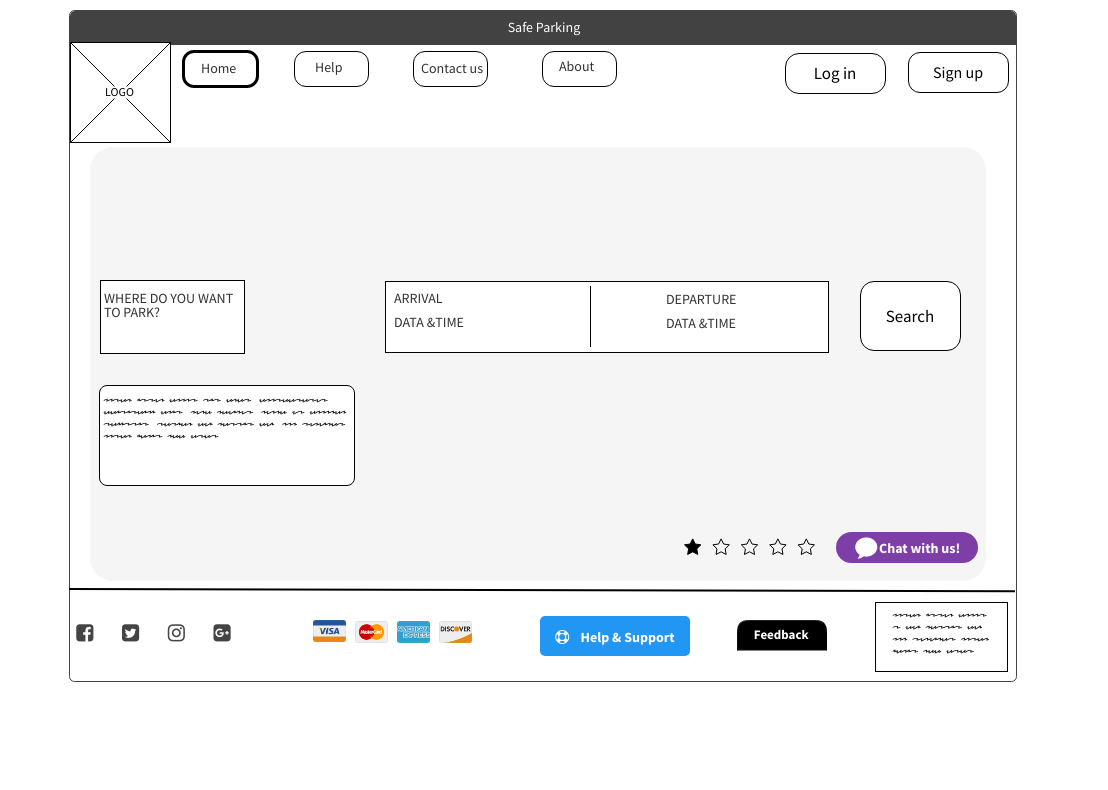 Safe Parking
LOGO
Home
Help
Contact us
About
Log in
Sign up
WHERE DO YOU WANT
TO PARK?
ARRIVAL
DATA &TIME
DEPARTURE
DATA &TIME
Search
Chat with us!
VISA
MasterCard
AMERICAN
EXPRESS
DISCOVER
Help & Support
Feedback